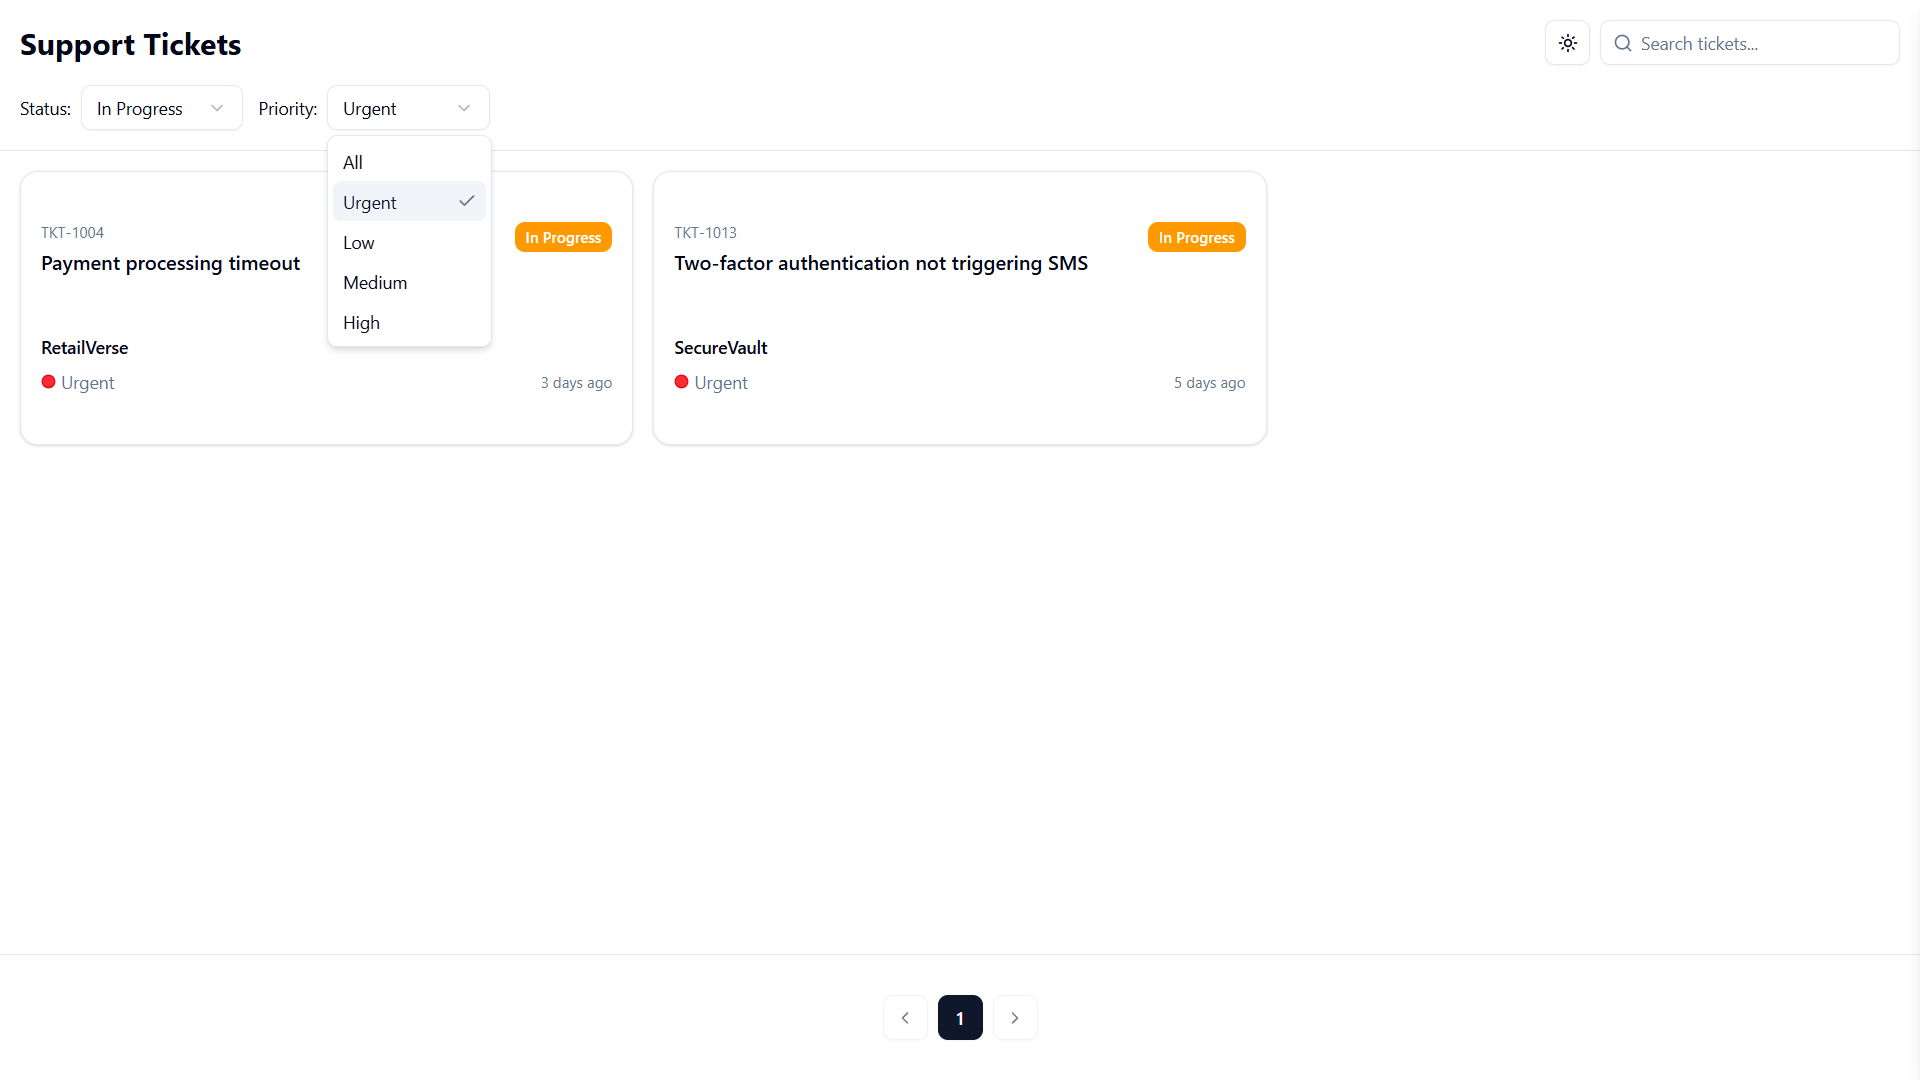 Support Tickets
Search tickets...
Status: In Progress Priority: Urgent
All
Urgent
Low
Medium
High
TKT-1004
In Progress
Payment processing timeout
RetailVerse
Urgent
3 days ago
TKT-1013
In Progress
Two-factor authentication not triggering SMS
SecureVault
Urgent
5 days ago
1